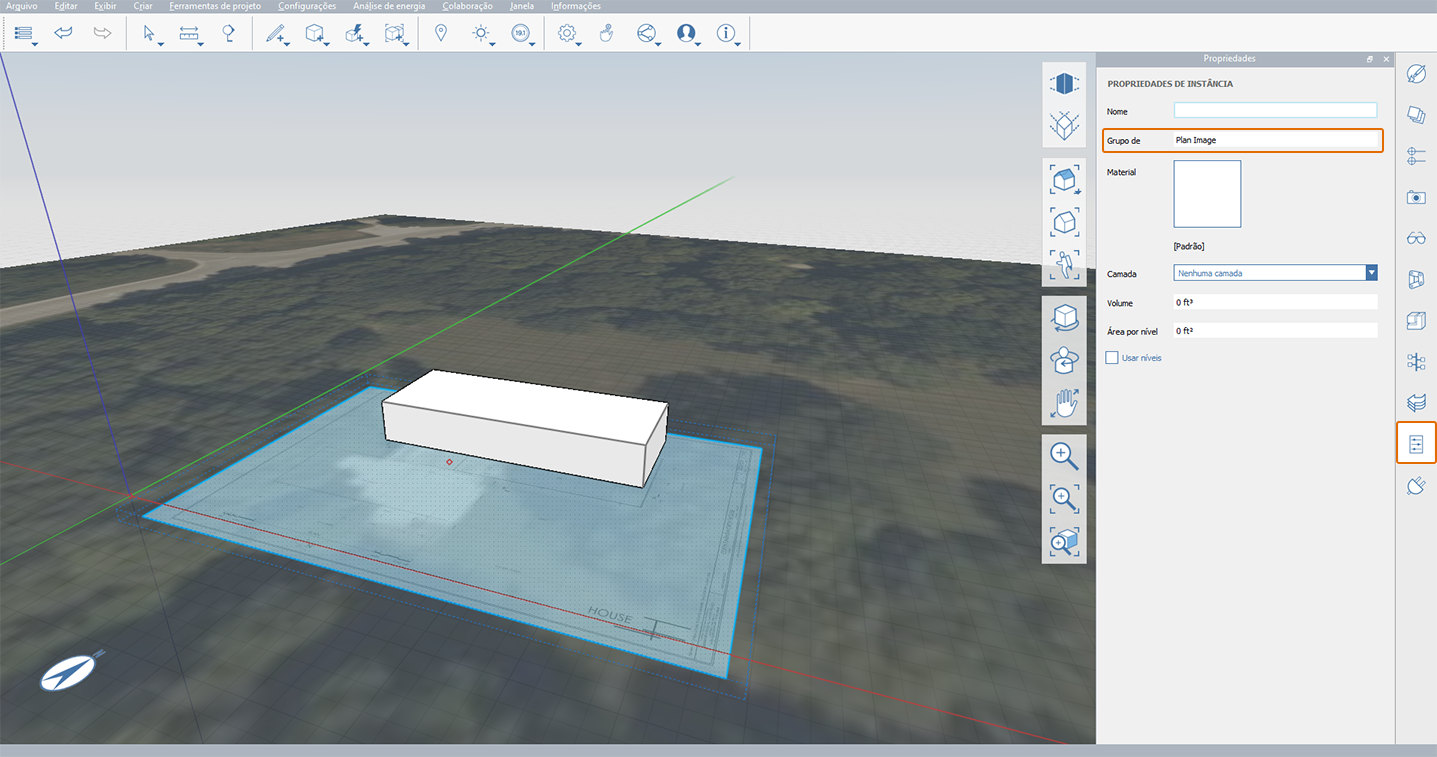 Arquivo Editar Exibir Criar Ferramentas de projeto Configurações Análise de energia Colaboração Janela Informações
19.1
Propriedades
PROPRIEDADES DE INSTÂNCIA
Nome
Grupo de Plan Image
Material
[Padrão]
Camada Nenhuma camada
Volume 0 ft³
Área por nível 0 ft²
Usar níveis
HOUSE
N